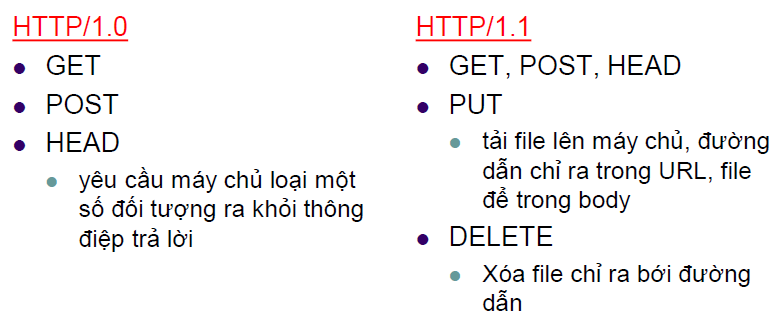 HTTP/1.0
GET
POST
HEAD
yêu cầu máy chủ loại một
số đối tượng ra khỏi thông
điệp trả lời
HTTP/1.1
GET, POST, HEAD
PUT
tải file lên máy chủ, đường
dẫn chỉ ra trong URL, file
để trong body
DELETE
Xóa file chỉ ra bới đường
dẫn